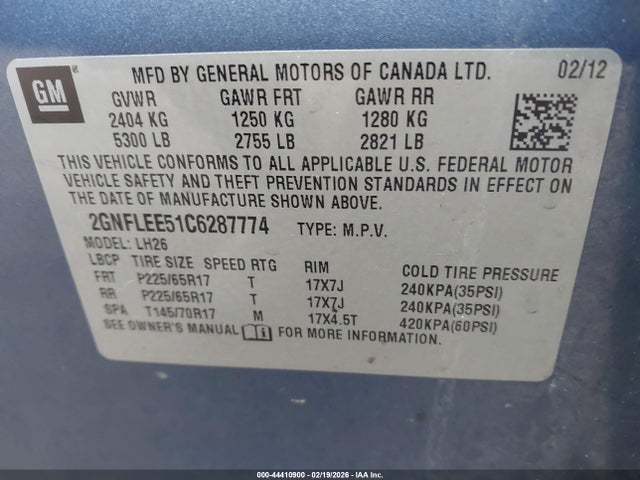 GM
MFD BY GENERAL MOTORS OF CANADA LTD. 02/12
GVWR GAWR FRT GAWR RR
2404 KG 1250 KG 1280 KG
5300 LB 2755 LB 2821 LB
THIS VEHICLE CONFORMS TO ALL APPLICABLE U.S. FEDERAL MOTOR
VEHICLE SAFETY AND THEFT PREVENTION STANDARDS IN EFFECT ON
THE DATE OF MANUFACTURE SHOWN ABOVE.
2GNFLEE51C6287774 TYPE: M.P.V.
MODEL: LH26
LBCP TIRE SIZE SPEED RTG RIM COLD TIRE PRESSURE
FRT P225/65R17 T 17X7J 240KPA(35PSI)
RR P225/65R17 T 17X7J 240KPA(35PSI)
SPA T145/70R17 M 17X4.5T 420KPA(60PSI)
SEE OWNER'S MANUAL FOR MORE INFORMATION.
000-44410900 - 02/19/2026 - IAAI INC.